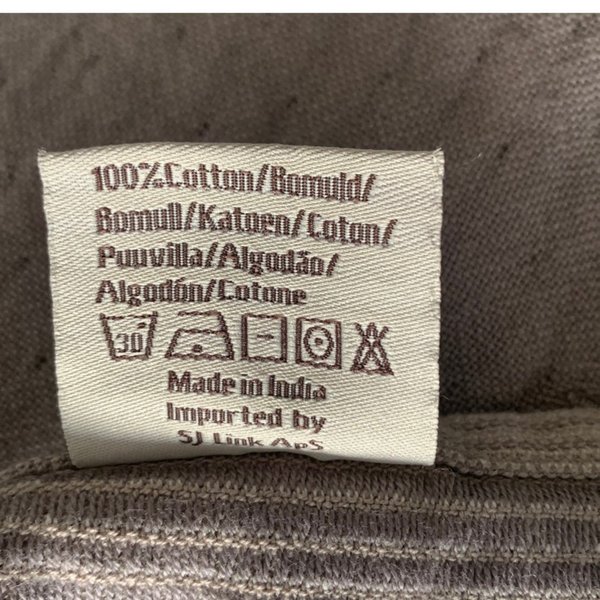 100%Cotton/Bomuld/
Bomull/Katoen/Coton/
Puuvilla/Algodão/
Algodón/Cotone
30
Made in India
Imported by
SJ Link ApS